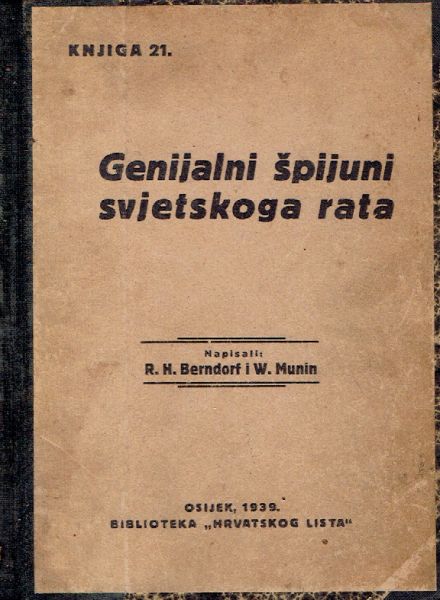 KNJIGA 21.
Genijalni špijuni
svjetskoga rata
Napisali:
R. H. Berndorf i W. Munin
OSIJEK, 1939.
BIBLIOTEKA „HRVATSKOG LISTA“